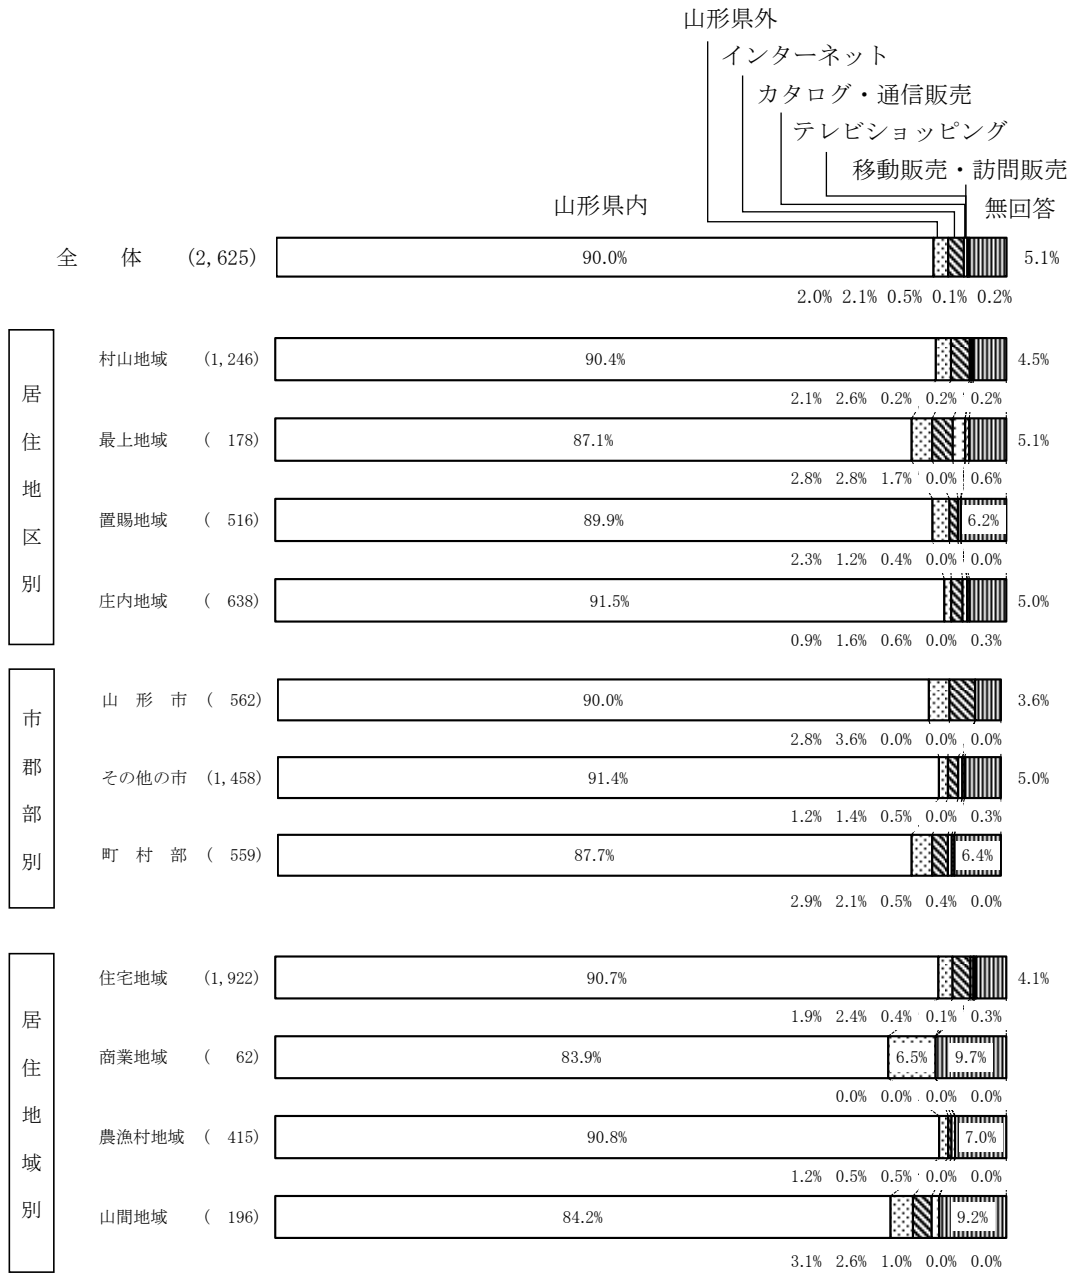 山形県外
インターネット
カタログ・通信販売
テレビショッピング
移動販売・訪問販売
山形県内 無回答
全 体 (2,625) 90.0% 5.1%
2.0% 2.1% 0.5% 0.1% 0.2%
居住地区別
村山地域 (1,246) 90.4% 4.5%
2.1% 2.6% 0.2% 0.2% 0.2%
最上地域 ( 178) 87.1% 5.1%
2.8% 2.8% 1.7% 0.0% 0.6%
置賜地域 ( 516) 89.9% 6.2%
2.3% 1.2% 0.4% 0.0% 0.0%
庄内地域 ( 638) 91.5% 5.0%
0.9% 1.6% 0.6% 0.0% 0.3%
市郡部別
山 形 市 ( 562) 90.0% 3.6%
2.8% 3.6% 0.0% 0.0% 0.0%
その他の市 (1,458) 91.4% 5.0%
1.2% 1.4% 0.5% 0.0% 0.3%
町 村 部 ( 559) 87.7% 6.4%
2.9% 2.1% 0.5% 0.4% 0.0%
居住地域別
住宅地域 (1,922) 90.7% 4.1%
1.9% 2.4% 0.4% 0.1% 0.3%
商業地域 ( 62) 83.9% 6.5% 9.7%
0.0% 0.0% 0.0% 0.0%
農漁村地域 ( 415) 90.8% 7.0%
1.2% 0.5% 0.5% 0.0% 0.0%
山間地域 ( 196) 84.2% 9.2%
3.1% 2.6% 1.0% 0.0% 0.0%